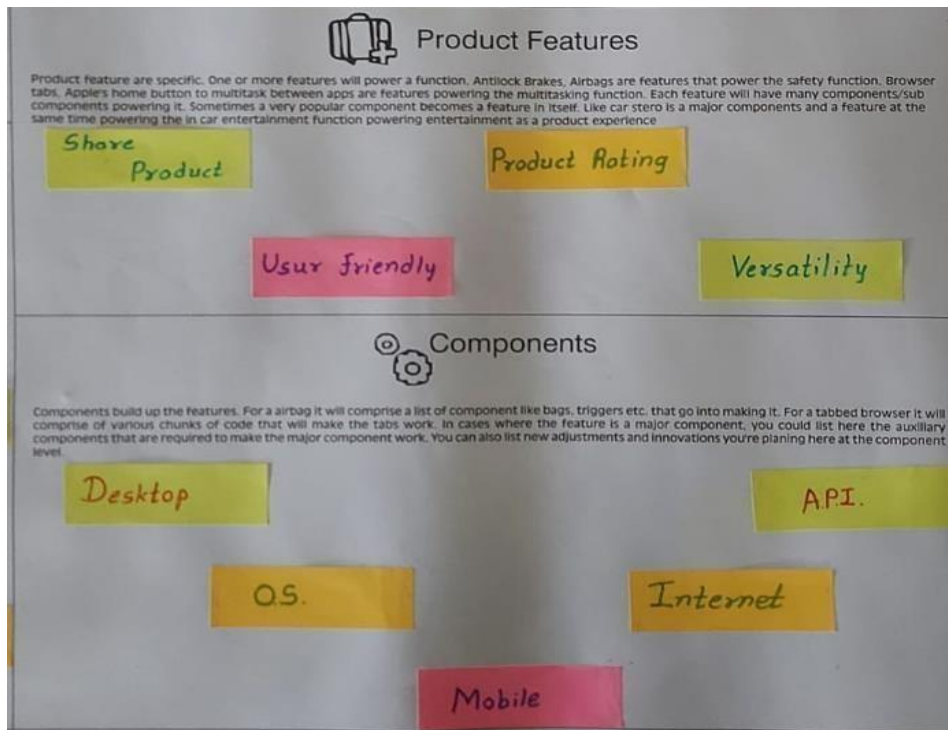 Product Features
Product feature are specific. One or more features will power a function. Antilock Brakes, Airbags are features that power the safety function. Browser
tabs, Apple's home button to multitask between apps are features powering the multitasking function. Each feature will have many components/sub
components powering it. Sometimes a very popular component becomes a feature in itself. Like car stero is a major components and a feature at the
same time powering the in car entertainment function powering entertainment as a product experience
Share
Product
Product Rating
Usur friendly
Versatility
Components
Components build up the features. For a airbag it will comprise a list of component like bags, triggers etc. that go into making it. For a tabbed browser it will
comprise of various chunks of code that will make the tabs work. In cases where the feature is a major component, you could list here the auxillary
components that are required to make the major component work. You can also list new adjustments and innovations you're planing here at the component
level.
Desktop
A.P.I.
O.S.
Internet
Mobile